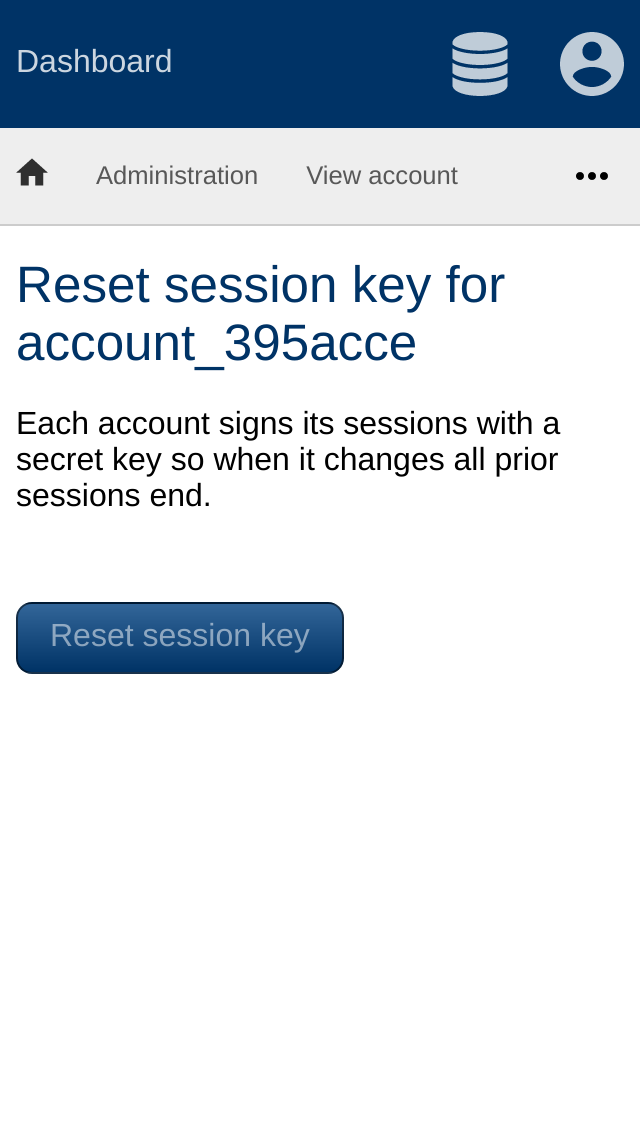 Dashboard
Administration
View account
Reset session key for
account_395acce
Each account signs its sessions with a
secret key so when it changes all prior
sessions end.
Reset session key